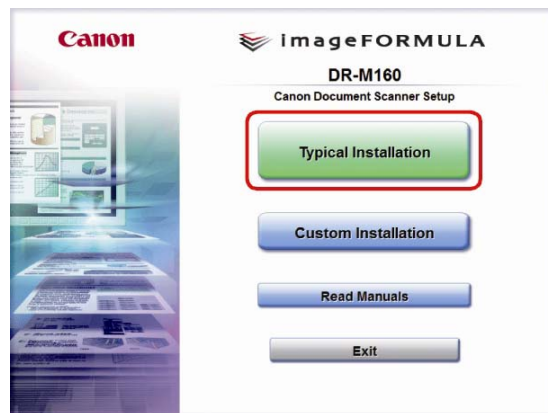 Canon
imageFORMULA
DR-M160
Canon Document Scanner Setup
Typical Installation
Custom Installation
Read Manuals
Exit